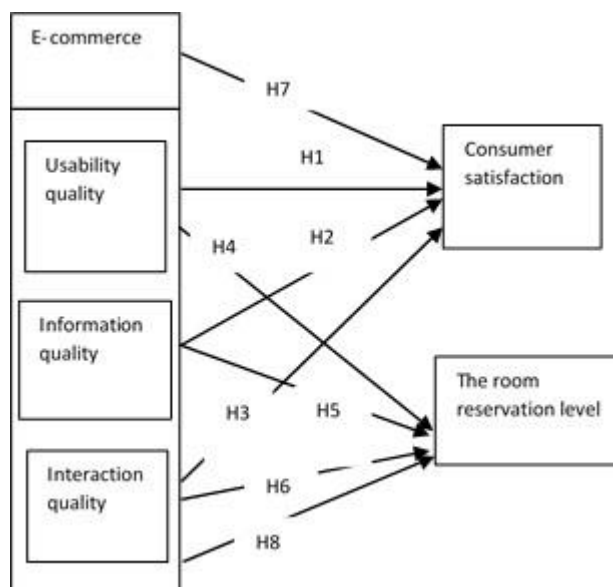 E-commerce
H7
Usability
quality
H1
Consumer
satisfaction
H4
H2
Information
quality
The room
reservation level
H3
H5
Interaction
quality
H6
H8